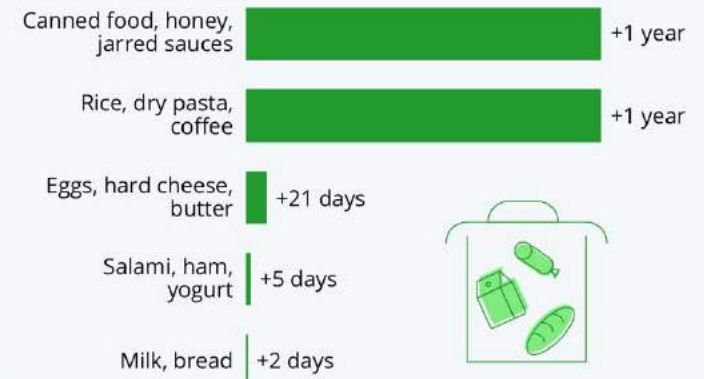 Canned food, honey,
jarred sauces
+1 year
Rice, dry pasta,
coffee
+1 year
Eggs, hard cheese,
butter
+21 days
Salami, ham,
yogurt
+5 days
Milk, bread
+2 days